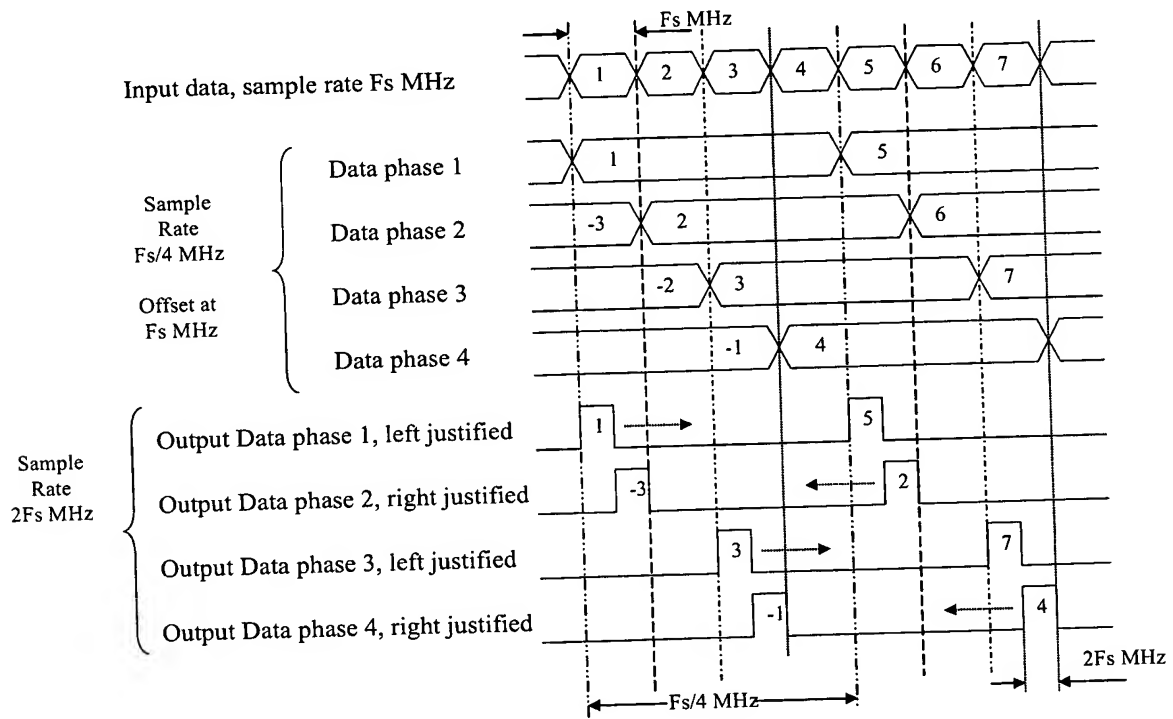 Fs MHz
Input data, sample rate Fs MHz
1 2 3 4 5 6 7
Data phase 1
1 5
Sample
Rate
Fs/4 MHz
Offset at
Fs MHz
Data phase 2
-3 2 6
Data phase 3
-2 3 7
Data phase 4
-1 4
Output Data phase 1, left justified
1 5
Sample
Rate
2Fs MHz
Output Data phase 2, right justified
-3 2
Output Data phase 3, left justified
3 7
Output Data phase 4, right justified
-1 4
2Fs MHz
Fs/4 MHz